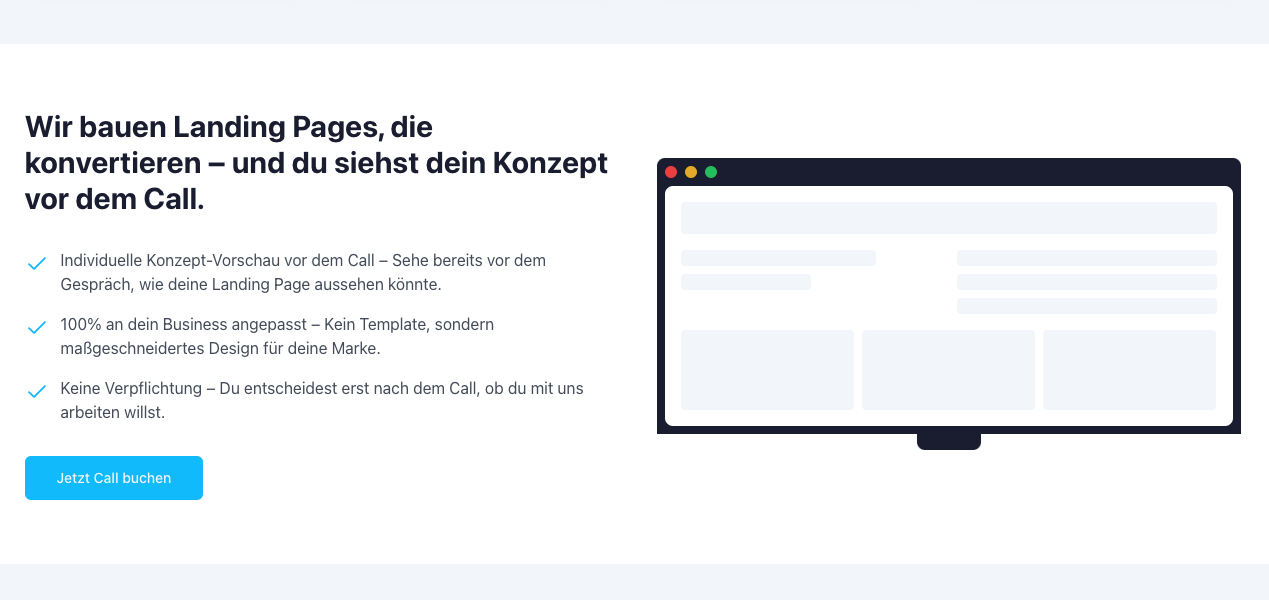 Wir bauen Landing Pages, die
konvertieren – und du siehst dein Konzept
vor dem Call.
Individuelle Konzept-Vorschau vor dem Call – Sehe bereits vor dem
Gespräch, wie deine Landing Page aussehen könnte.
100% an dein Business angepasst – Kein Template, sondern
maßgeschneidertes Design für deine Marke.
Keine Verpflichtung – Du entscheidest erst nach dem Call, ob du mit uns
arbeiten willst.
Jetzt Call buchen